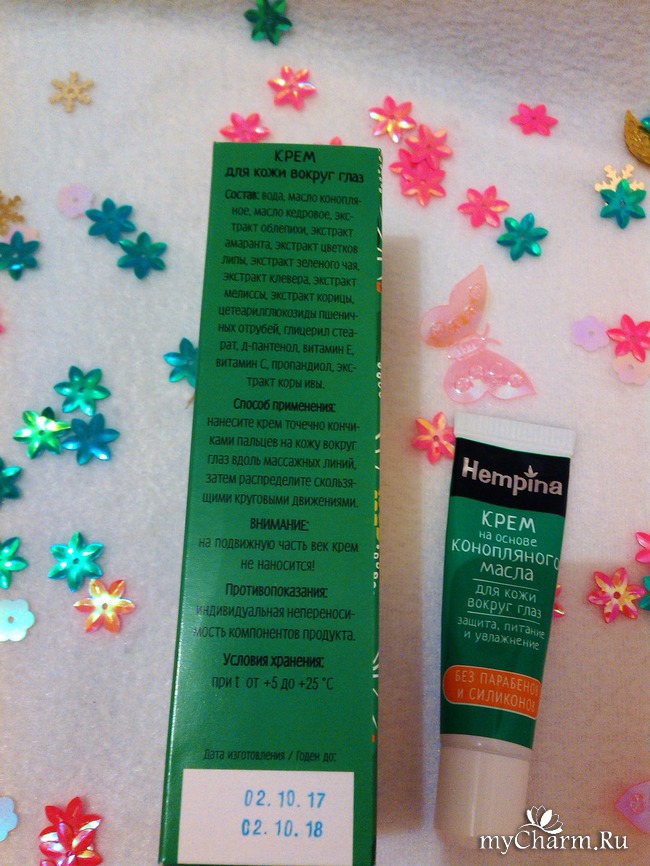 КРЕМ
для кожи вокруг глаз
Состав: вода, масло конопля-
ное, масло кедровое, экс-
тракт облепихи, экстракт
амаранта, экстракт цветков
липы, экстракт зеленого чая,
экстракт клевера, экстракт
мелиссы, экстракт корицы,
цетеарилглюкозиды пшенич-
ных отрубей, глицерил стеа-
рат, д-пантенол, витамин Е,
витамин С, пропандиол, экс-
тракт коры ивы.
Способ применения:
нанесите крем точечно кончи-
ками пальцев на кожу вокруг
глаз вдоль массажных линий,
затем распределите скользя-
щими круговыми движениями.
ВНИМАНИЕ:
на подвижную часть век крем
не наносится!
Противопоказания:
индивидуальная непереноси-
мость компонентов продукта.
Условия хранения:
при t от +5 до +25 °С
Дата изготовления / Годен до:
02.10.17
02.10.18
Hempina
КРЕМ
на основе
конопляного
масла
для кожи
вокруг глаз
защита, питание
и увлажнение
БЕЗ ПАРАБЕНОВ
И СИЛИКОНОВ
myCharm.Ru